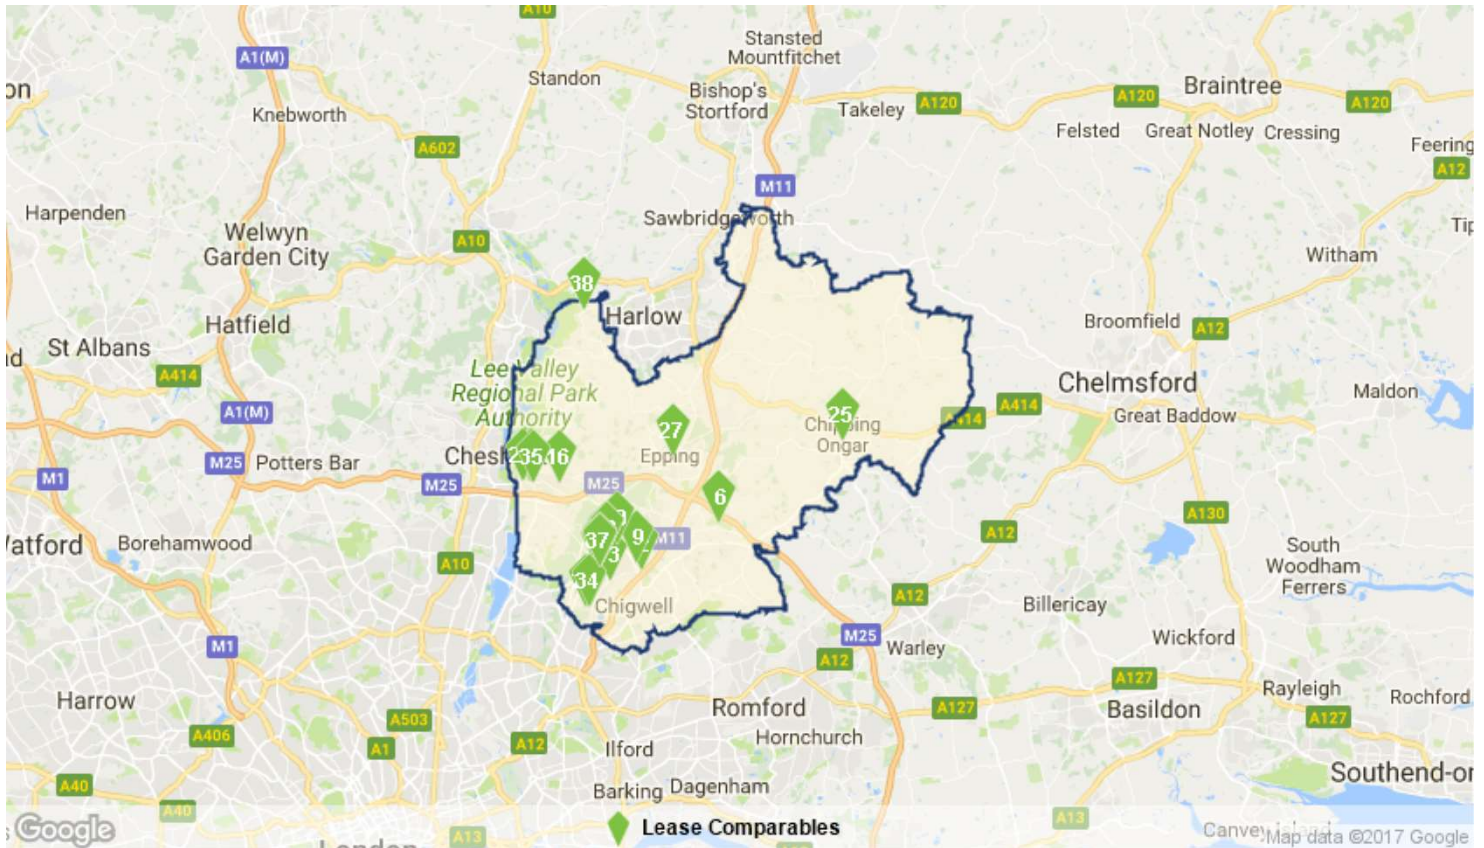 A10
Stansted
Mountfitchet
A1(M)
Standon
Bishop's
Stortford
Braintree
on
Knebworth
Takeley
A120
A120
A120
Felsted
Great Notley
Cressing
A602
Feering
A12
M11
Harpenden
Sawbridgeworth
Welwyn
Garden City
A10
Witham
Tip
38
Hatfield
Harlow
Broomfield
A12
St Albans
A414
Lee Valley
Regional Park
Authority
Chelmsford
Maldon
A1(M)
25
Chipping
Ongar
A414
A414
Great Baddow
27
Epping
M25
Potters Bar
35
16
M1
M25
M25
6
A130
Borehamwood
37
9
3
M11
A12
South
Woodham
Ferrers
A10
34
Chigwell
A12
Billericay
M1
M25
Warley
Wickford
A12
Harrow
A127
Rayleigh
Rochford
A406
A503
Romford
A127
Basildon
A127
A1
A12
Ilford
Hornchurch
A40
Barking
Dagenham
Southend-on
A40
A13
A13
Google
Lease Comparables
Canvey Island
Map data ©2017 Google
London